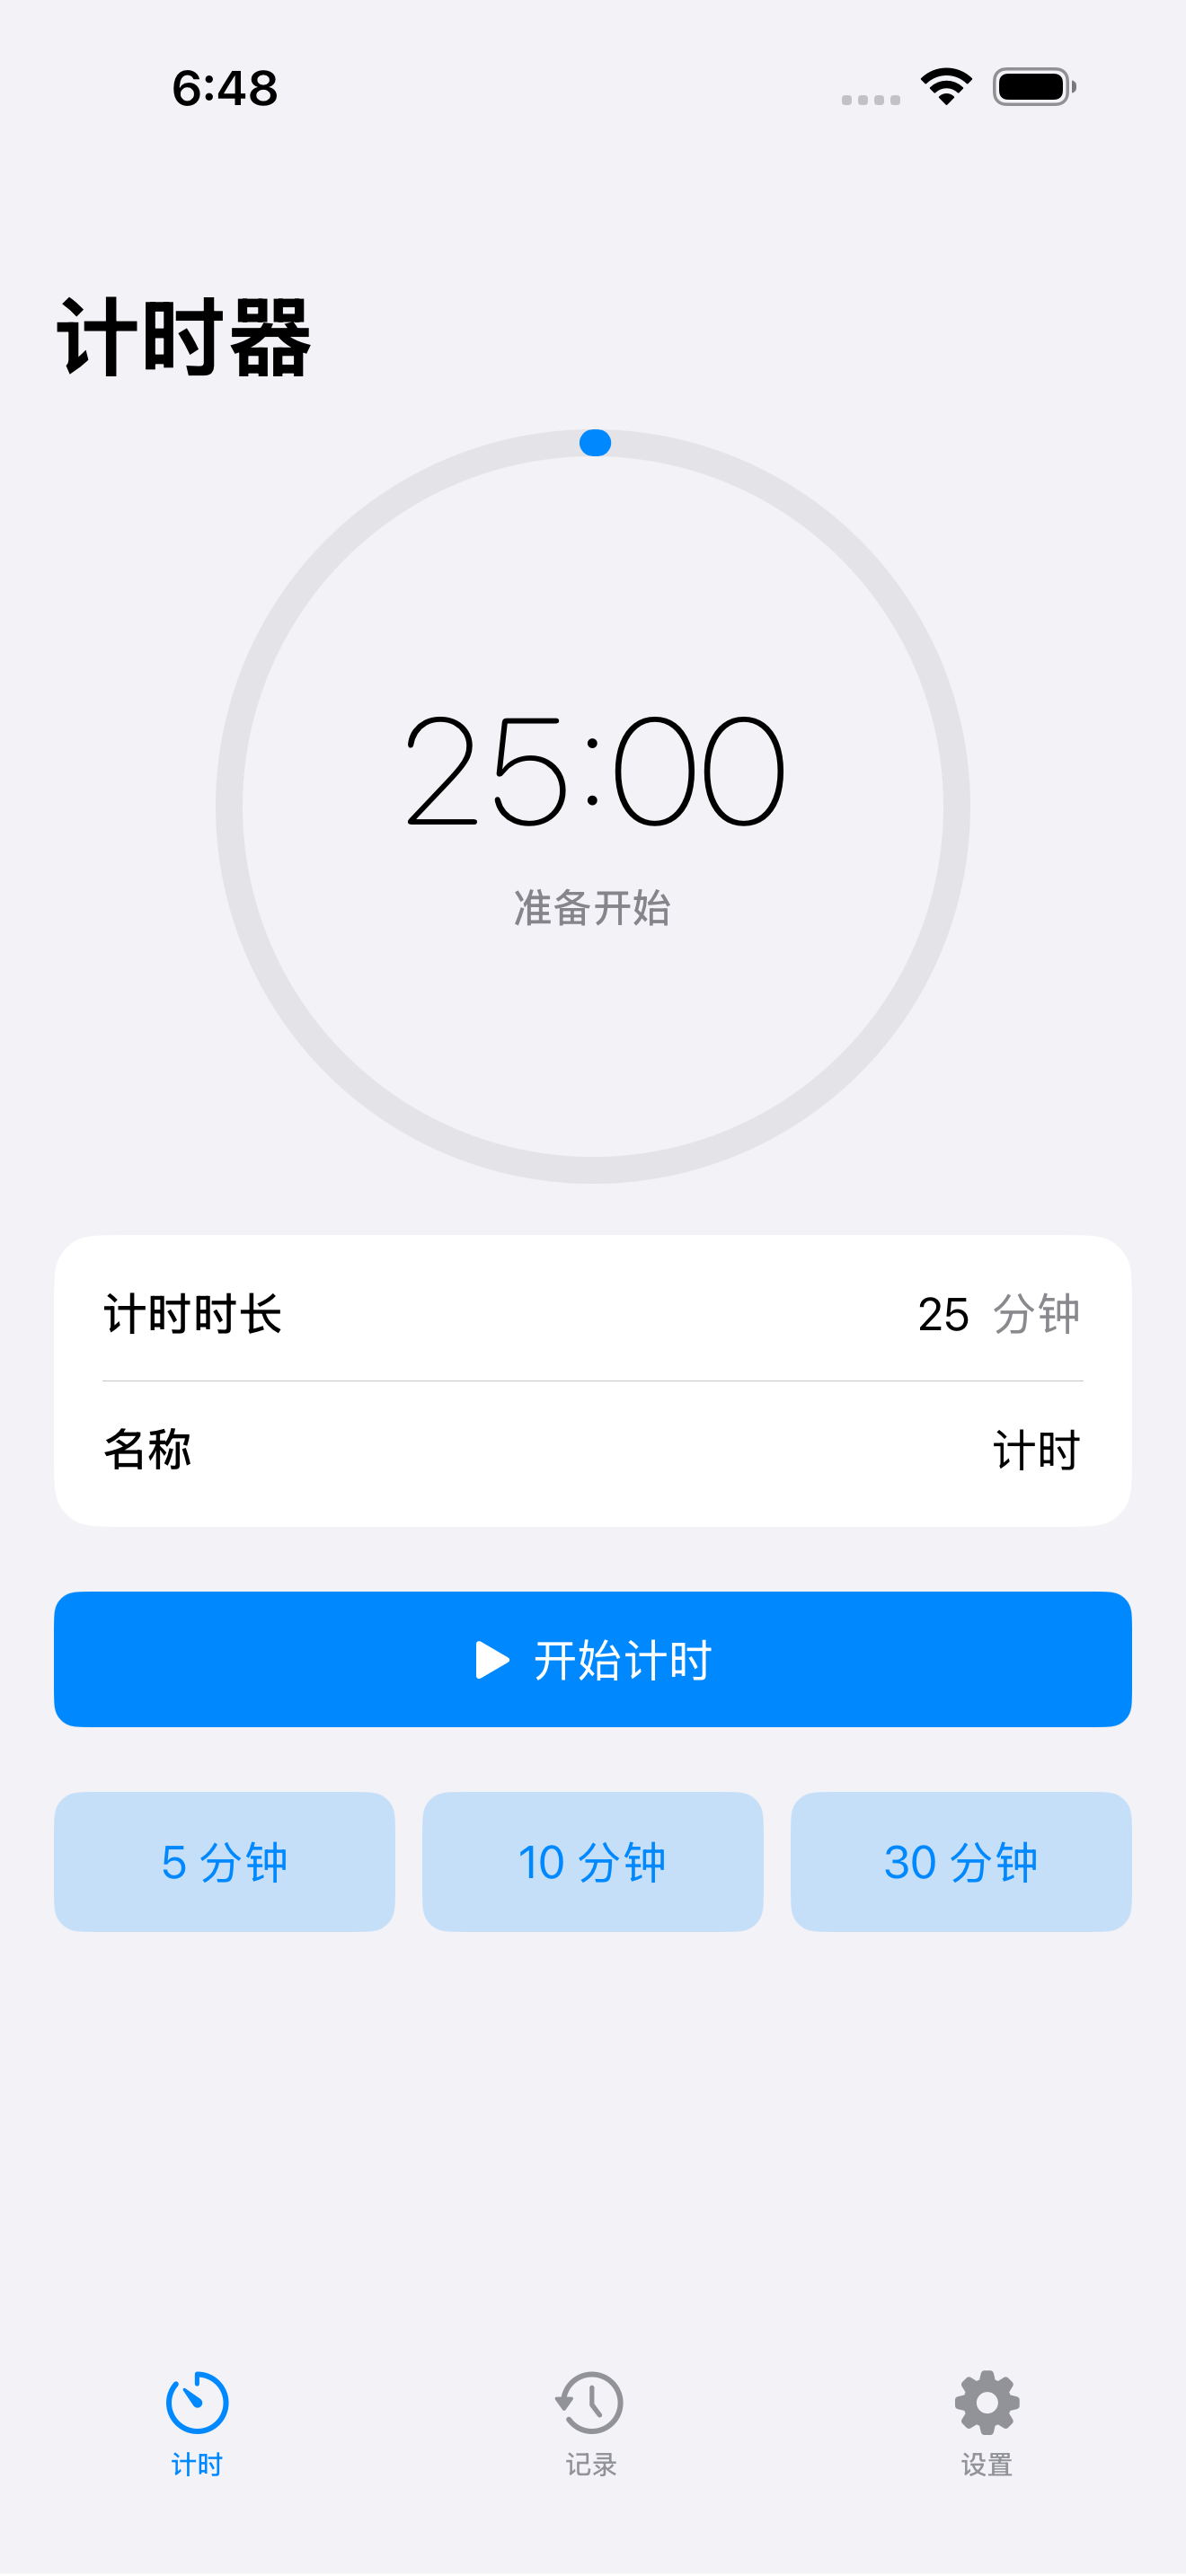 6:48
计时器
25:00
准备开始
计时时长 25 分钟
名称 计时
开始计时
5 分钟 10 分钟 30 分钟
计时 记录 设置